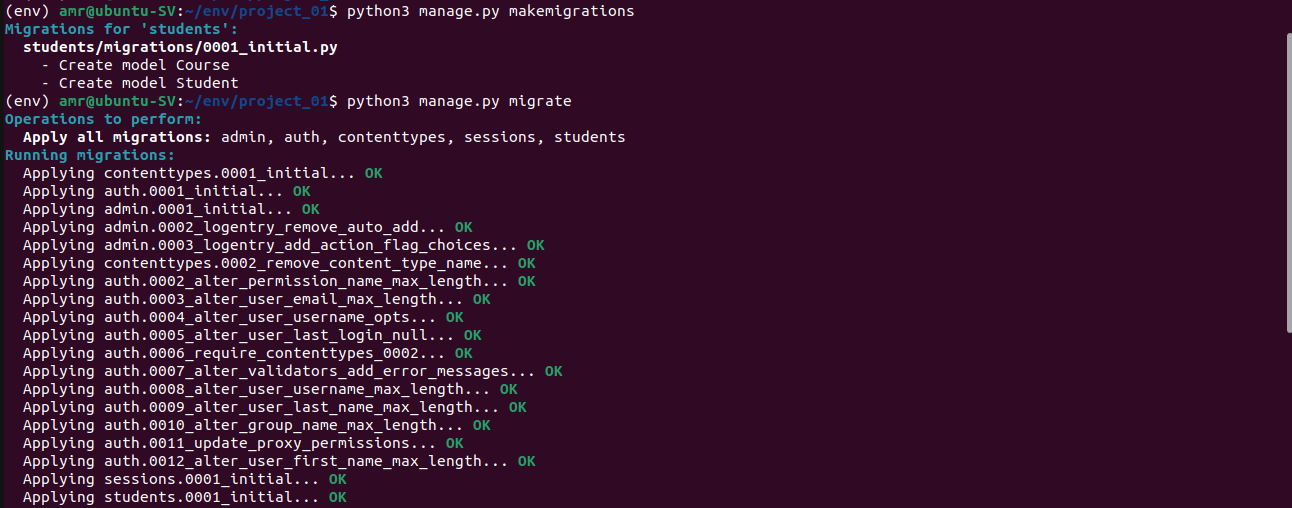 (env) amr@ubuntu-SV:~/env/project_01$ python3 manage.py makemigrations
Migrations for 'students':
  students/migrations/0001_initial.py
    - Create model Course
    - Create model Student
(env) amr@ubuntu-SV:~/env/project_01$ python3 manage.py migrate
Operations to perform:
  Apply all migrations: admin, auth, contenttypes, sessions, students
Running migrations:
  Applying contenttypes.0001_initial... OK
  Applying auth.0001_initial... OK
  Applying admin.0001_initial... OK
  Applying admin.0002_logentry_remove_auto_add... OK
  Applying admin.0003_logentry_add_action_flag_choices... OK
  Applying contenttypes.0002_remove_content_type_name... OK
  Applying auth.0002_alter_permission_name_max_length... OK
  Applying auth.0003_alter_user_email_max_length... OK
  Applying auth.0004_alter_user_username_opts... OK
  Applying auth.0005_alter_user_last_login_null... OK
  Applying auth.0006_require_contenttypes_0002... OK
  Applying auth.0007_alter_validators_add_error_messages... OK
  Applying auth.0008_alter_user_username_max_length... OK
  Applying auth.0009_alter_user_last_name_max_length... OK
  Applying auth.0010_alter_group_name_max_length... OK
  Applying auth.0011_update_proxy_permissions... OK
  Applying auth.0012_alter_user_first_name_max_length... OK
  Applying sessions.0001_initial... OK
  Applying students.0001_initial... OK